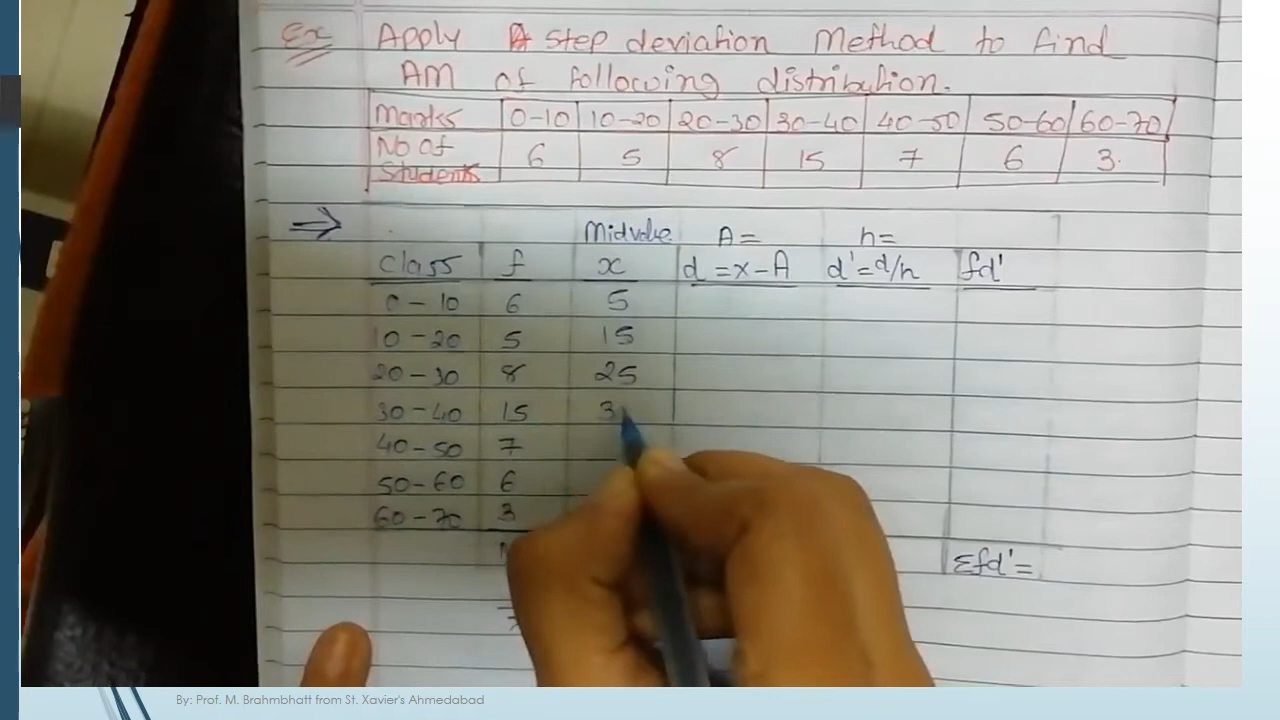 Ex Apply A step deviation Method to find
AM of following distribution.
Marks 0-10 10-20 20-30 30-40 40-50 50-60 60-70
No of Students 6 5 8 15 7 6 3.
⇒ Midvalue A= h=
Class f x d =x-A d'=d/h fd'
0-10 6 5
10-20 5 15
20-30 8 25
30-40 15 3
40-50 7
50-60 6
60-70 3
Σfd'=
By: Prof. M. Brahmbhatt from St. Xavier's Ahmedabad